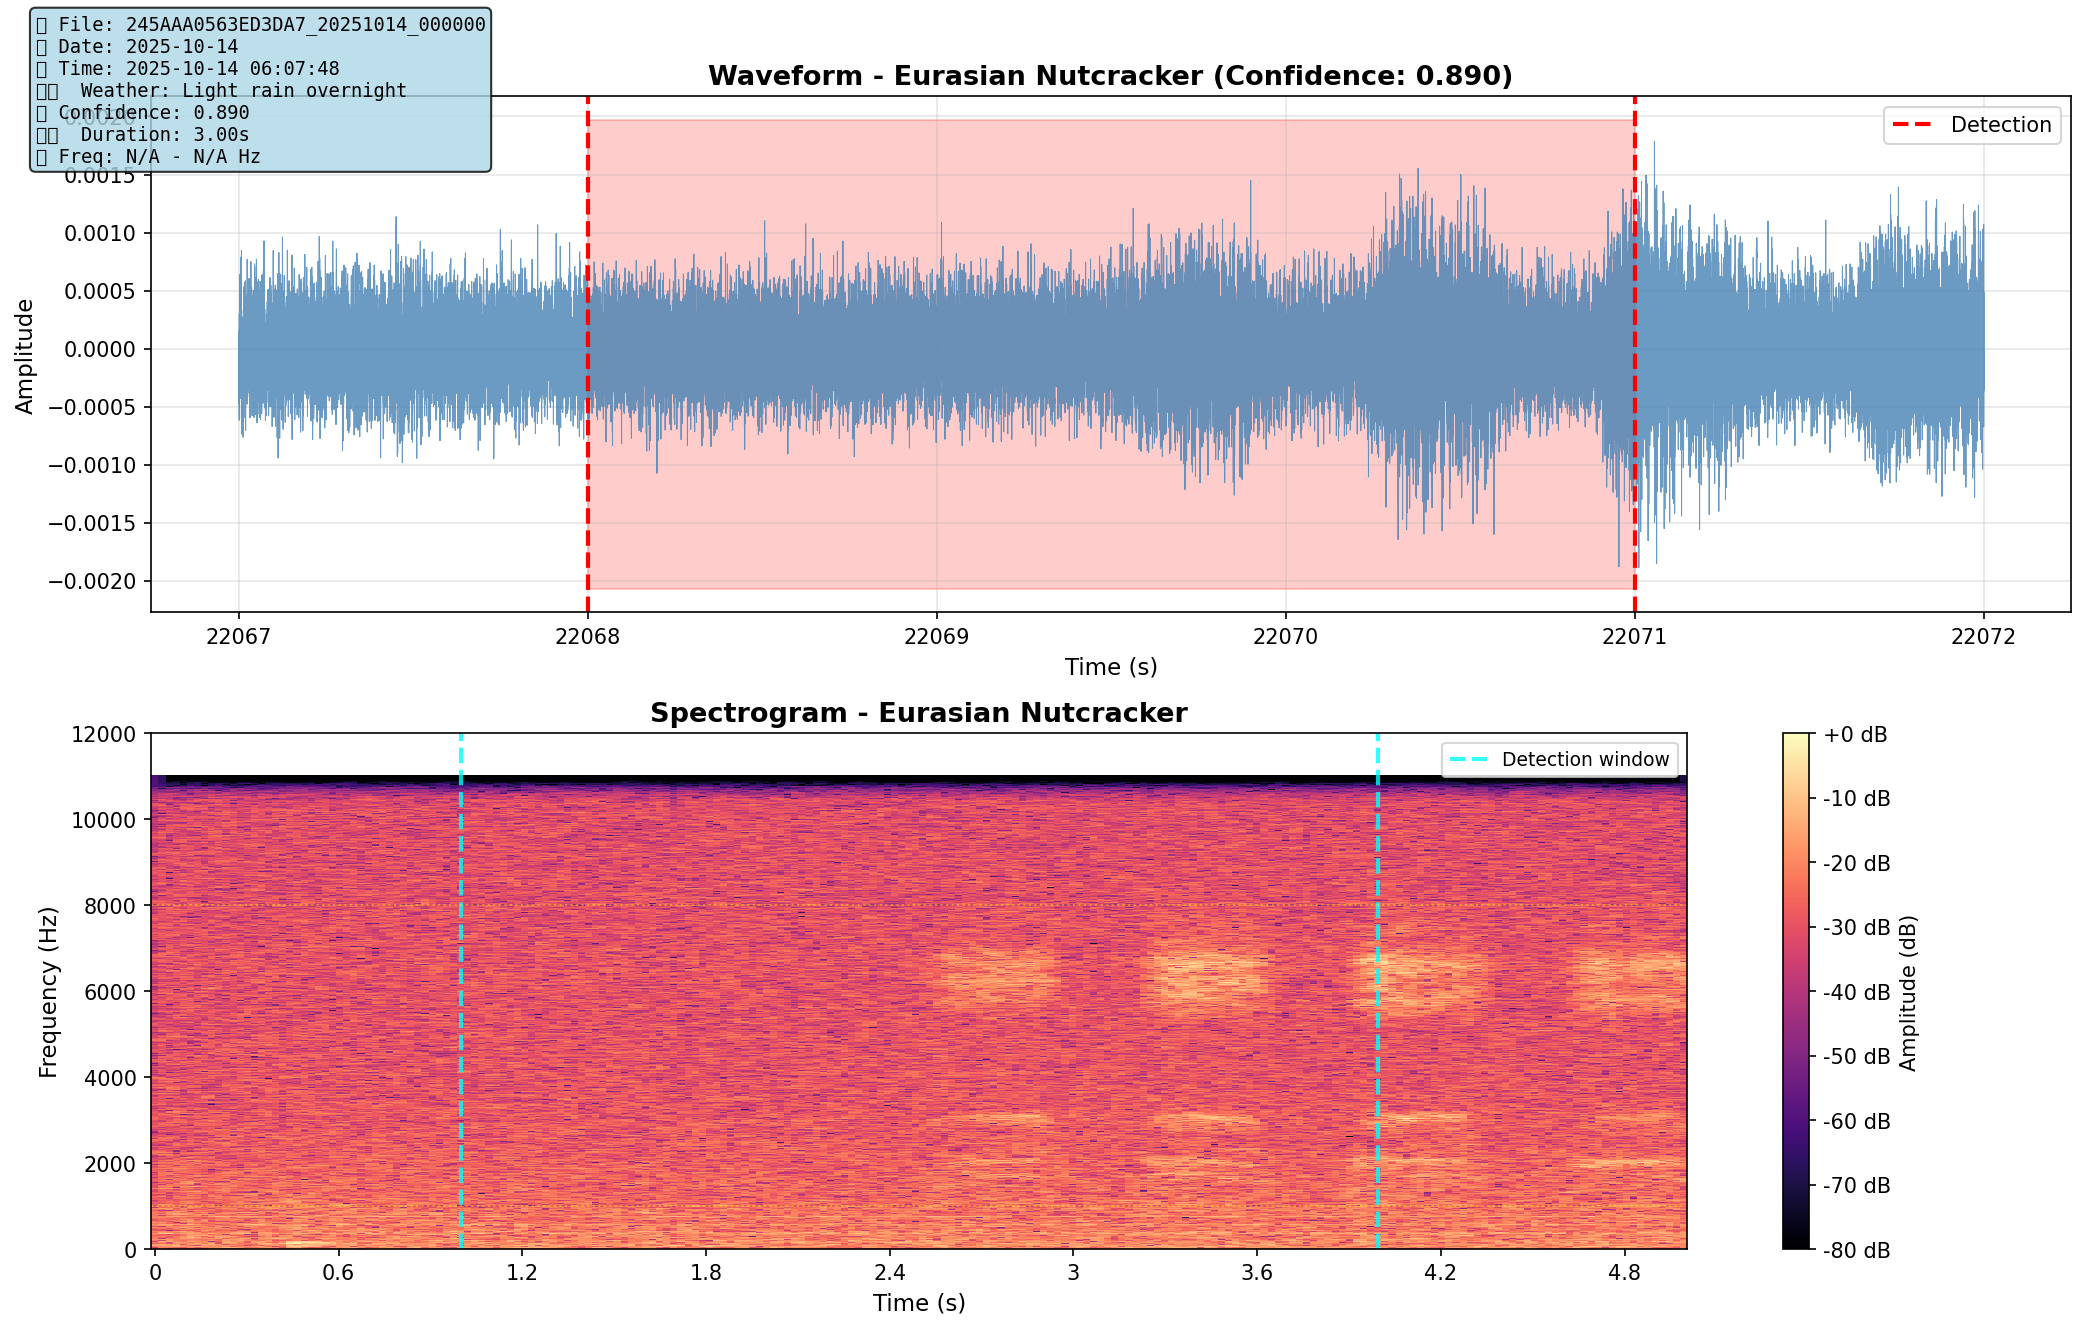 File: 245AAA0563ED3DA7_20251014_000000
Date: 2025-10-14
Time: 2025-10-14 06:07:48
Weather: Light rain overnight
Confidence: 0.890
Duration: 3.00s
Freq: N/A - N/A Hz
Waveform - Eurasian Nutcracker (Confidence: 0.890)
Detection
Amplitude
0.0020
0.0015
0.0010
0.0005
0.0000
−0.0005
−0.0010
−0.0015
−0.0020
22067 22068 22069 22070 22071 22072
Time (s)
Spectrogram - Eurasian Nutcracker
Detection window
Frequency (Hz)
12000
10000
8000
6000
4000
2000
0
0 0.6 1.2 1.8 2.4 3 3.6 4.2 4.8
Time (s)
+0 dB
-10 dB
-20 dB
-30 dB
-40 dB
-50 dB
-60 dB
-70 dB
-80 dB
Amplitude (dB)